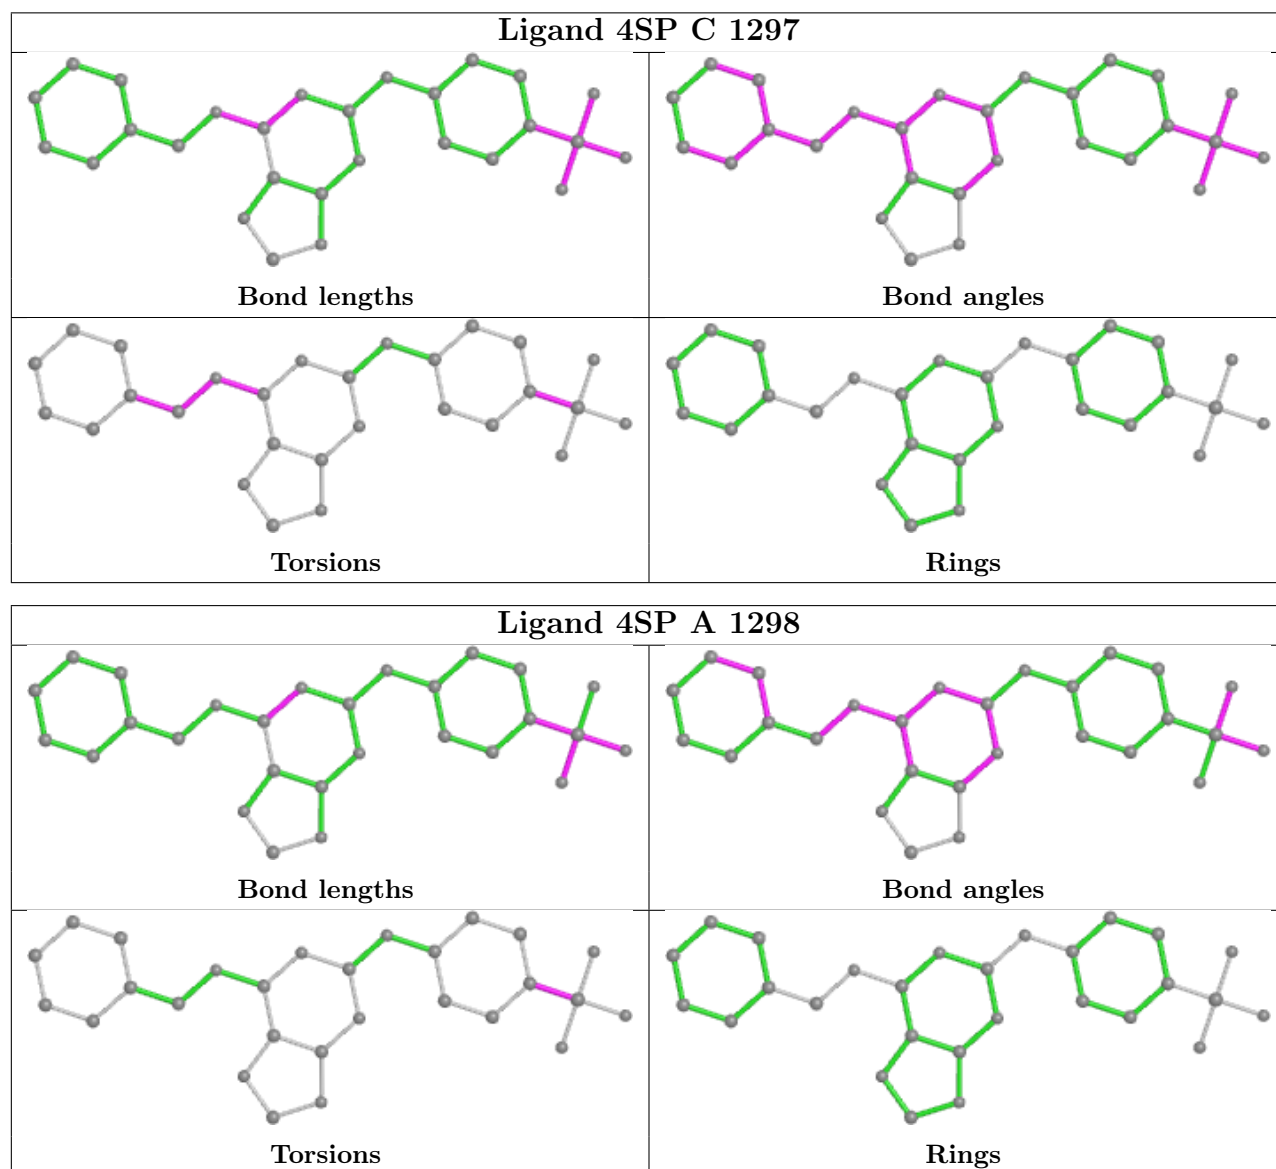 Ligand 4SP C 1297
Bond lengths
Bond angles
Torsions
Rings
Ligand 4SP A 1298
Bond lengths
Bond angles
Torsions
Rings